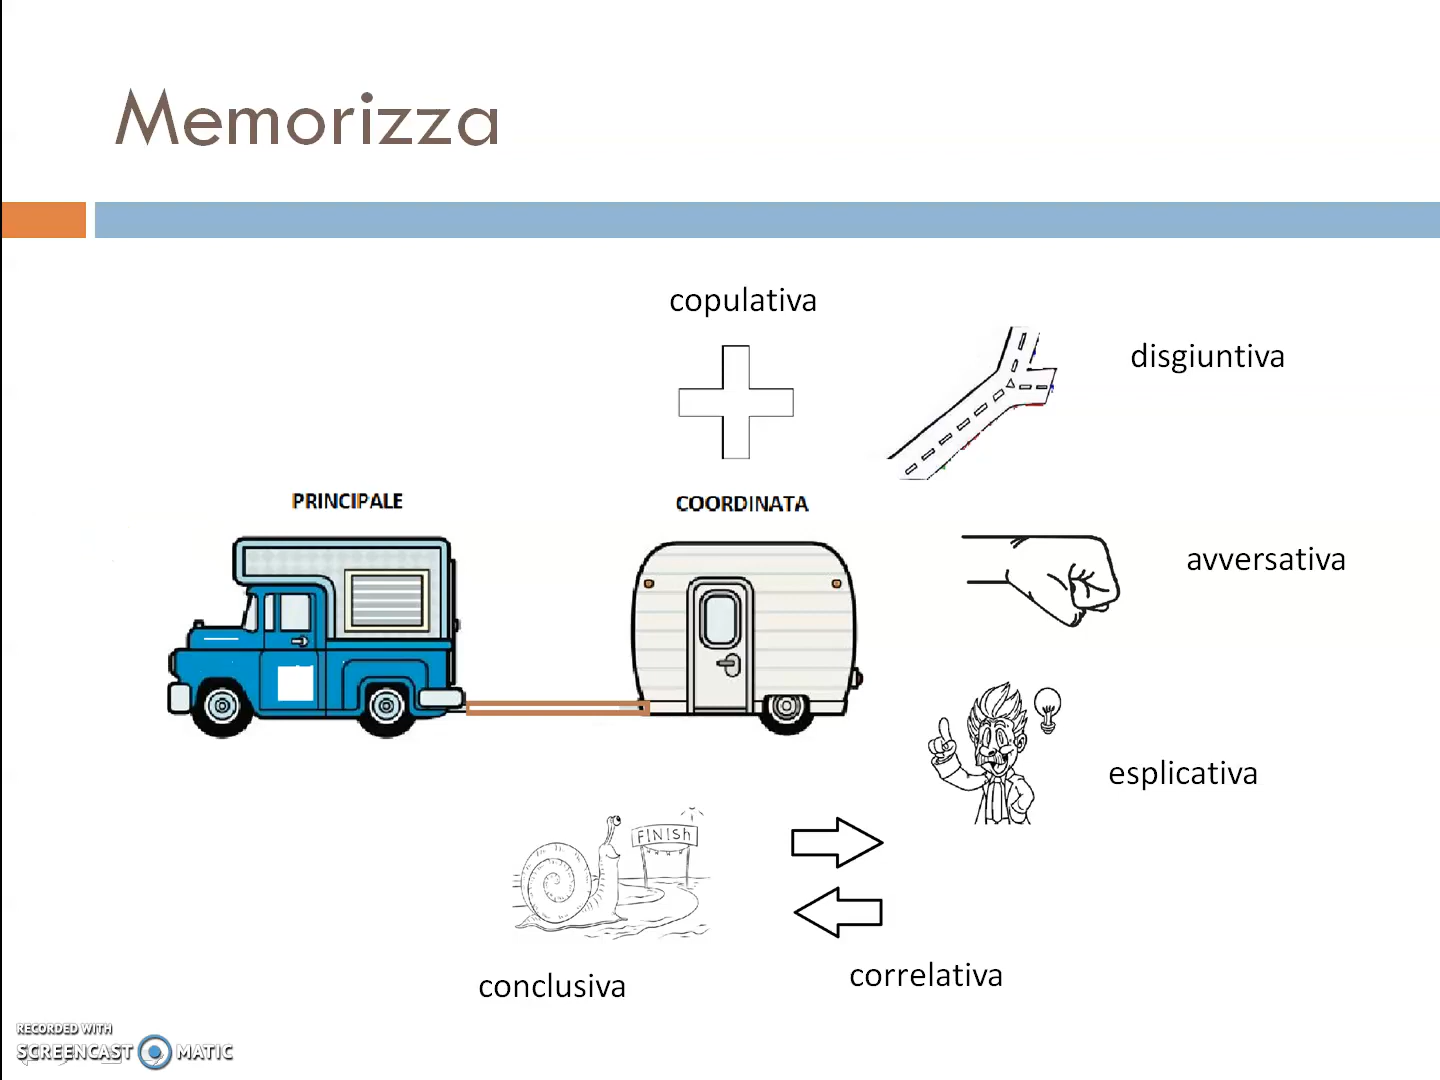 Memorizza
copulativa
disgiuntiva
PRINCIPALE
COORDINATA
avversativa
esplicativa
FINISH
correlativa
conclusiva
RECORDED WITH
SCREENCAST MATIC